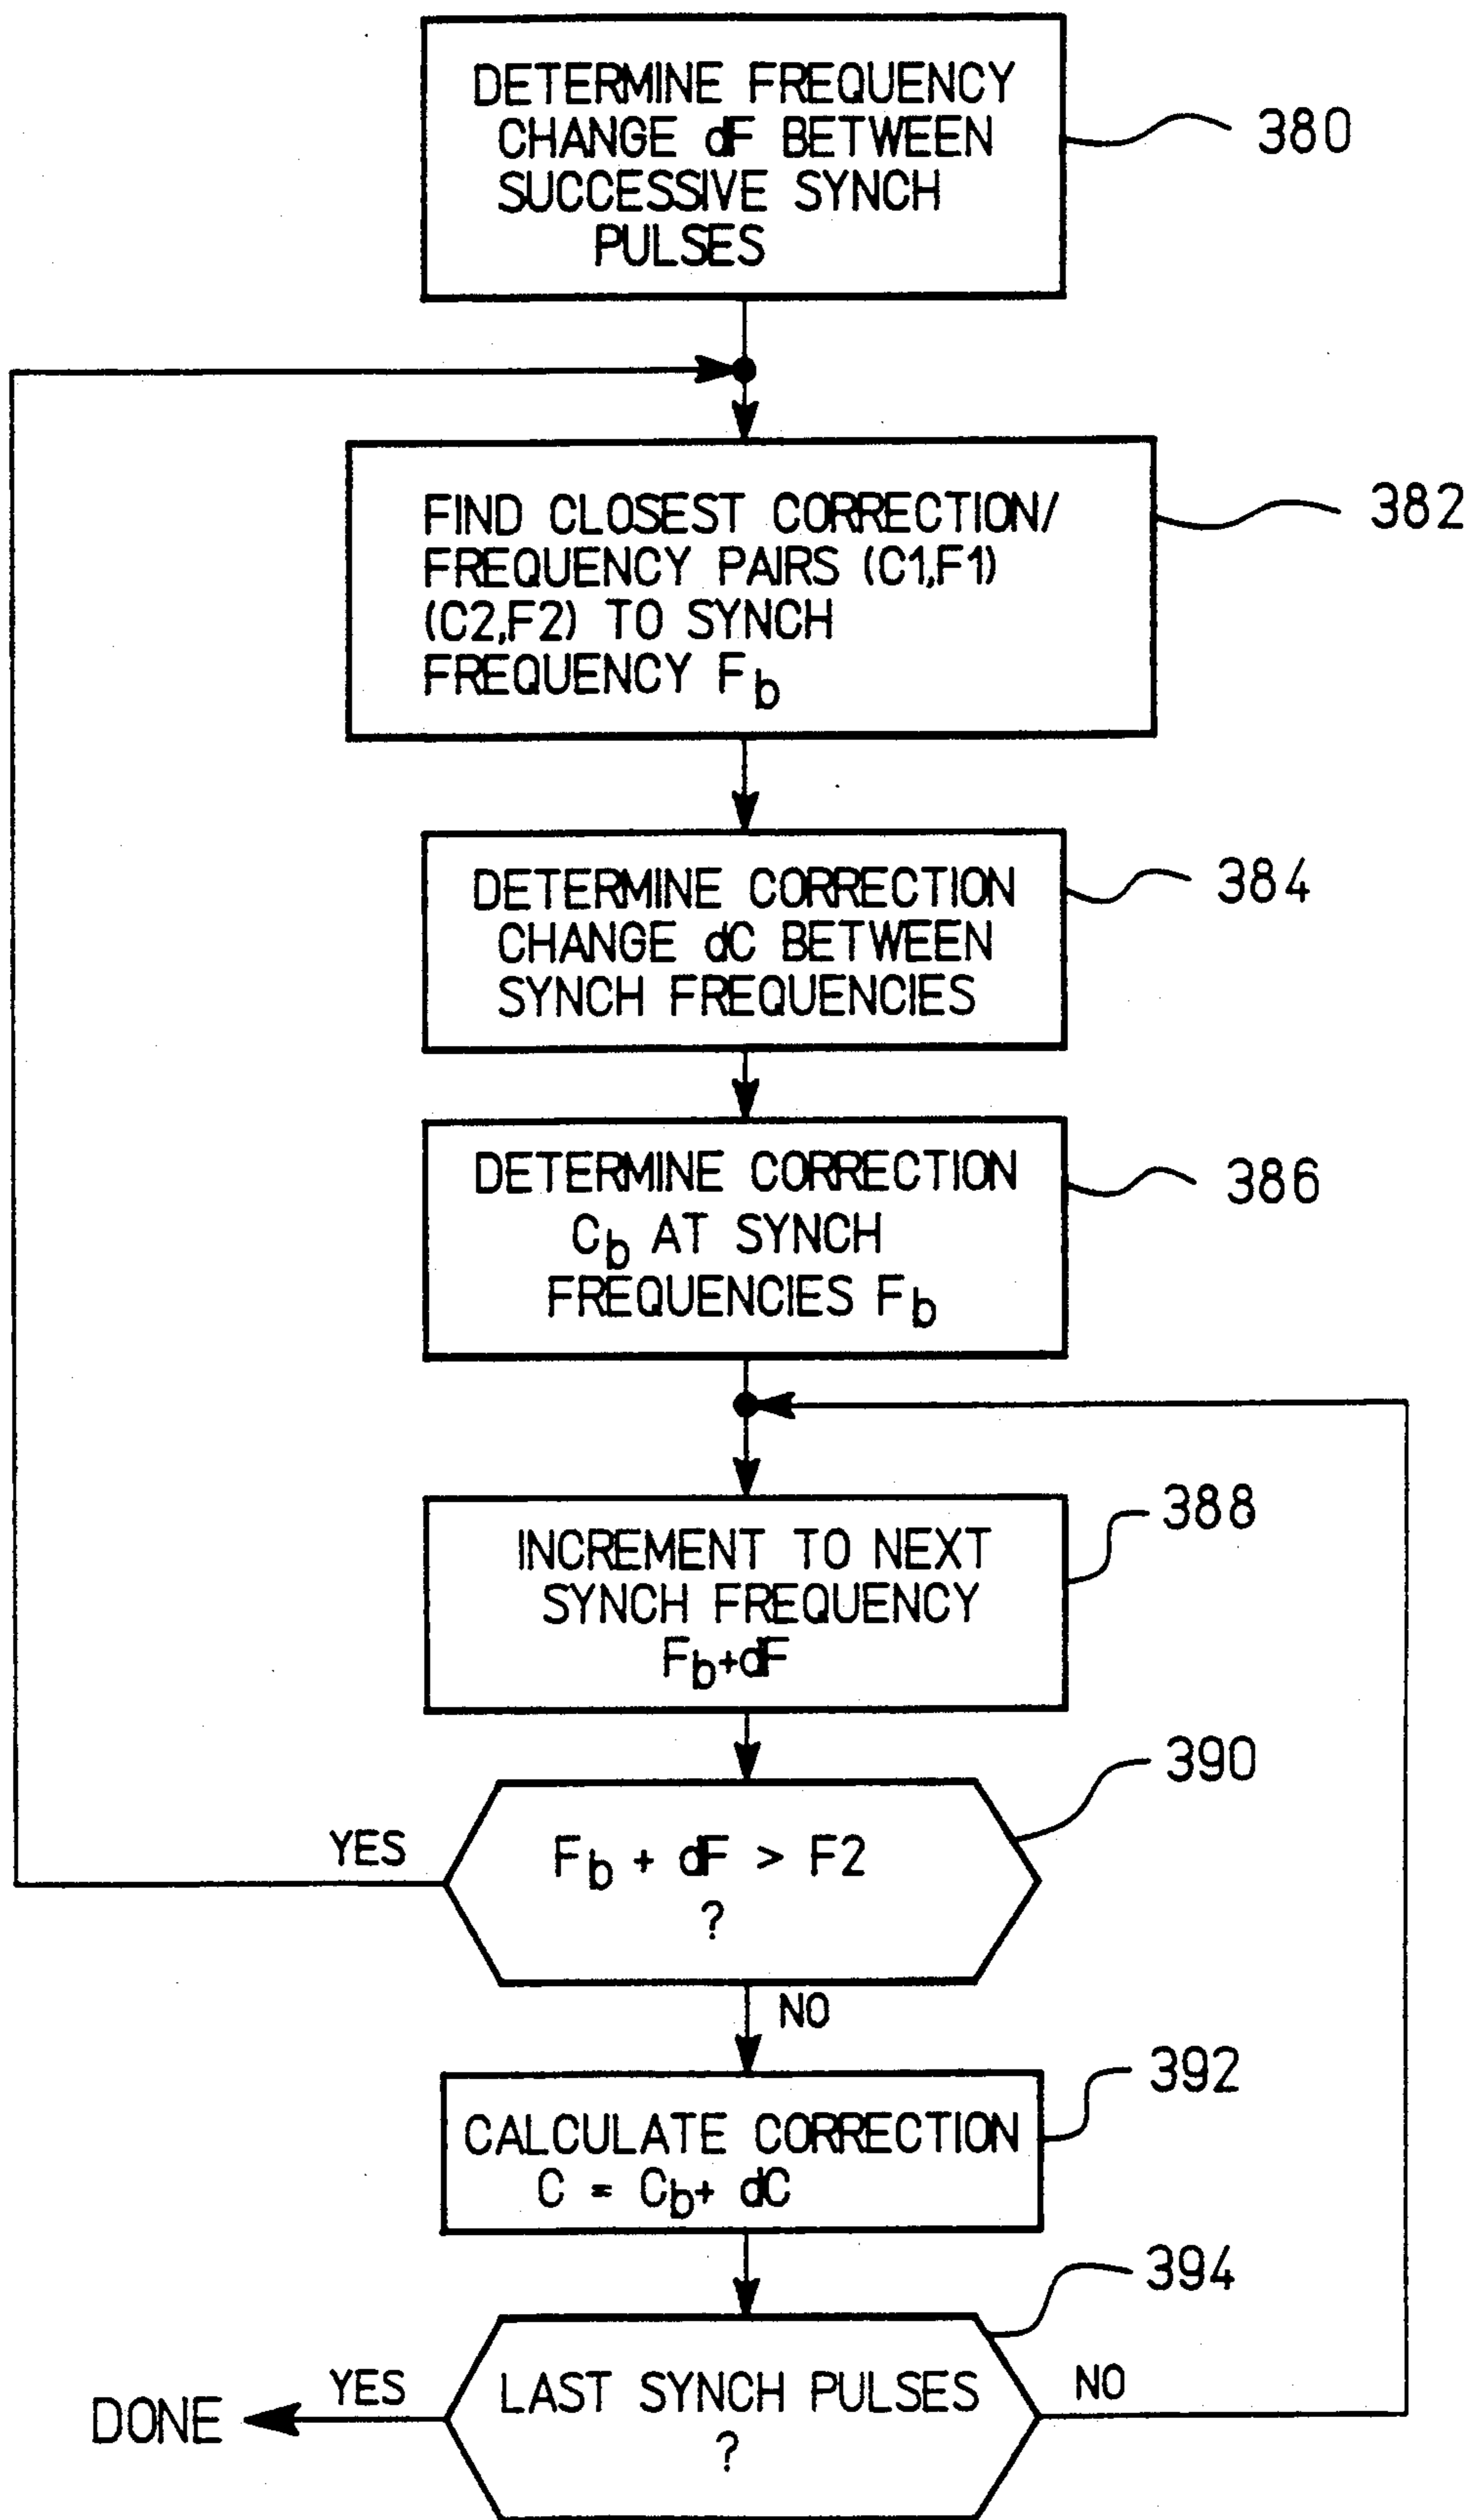 DETERMINE FREQUENCY
CHANGE dF BETWEEN
SUCCESSIVE SYNCH
PULSES
380
FIND CLOSEST CORRECTION/
FREQUENCY PAIRS (C1,F1)
(C2,F2) TO SYNCH
FREQUENCY Fb
382
DETERMINE CORRECTION
CHANGE dC BETWEEN
SYNCH FREQUENCIES
384
DETERMINE CORRECTION
Cb AT SYNCH
FREQUENCIES Fb
386
INCREMENT TO NEXT
SYNCH FREQUENCY
Fb+dF
388
390
YES
Fb + dF > F2
?
NO
392
CALCULATE CORRECTION
C = Cb+ dC
394
LAST SYNCH PULSES
?
NO
YES
DONE